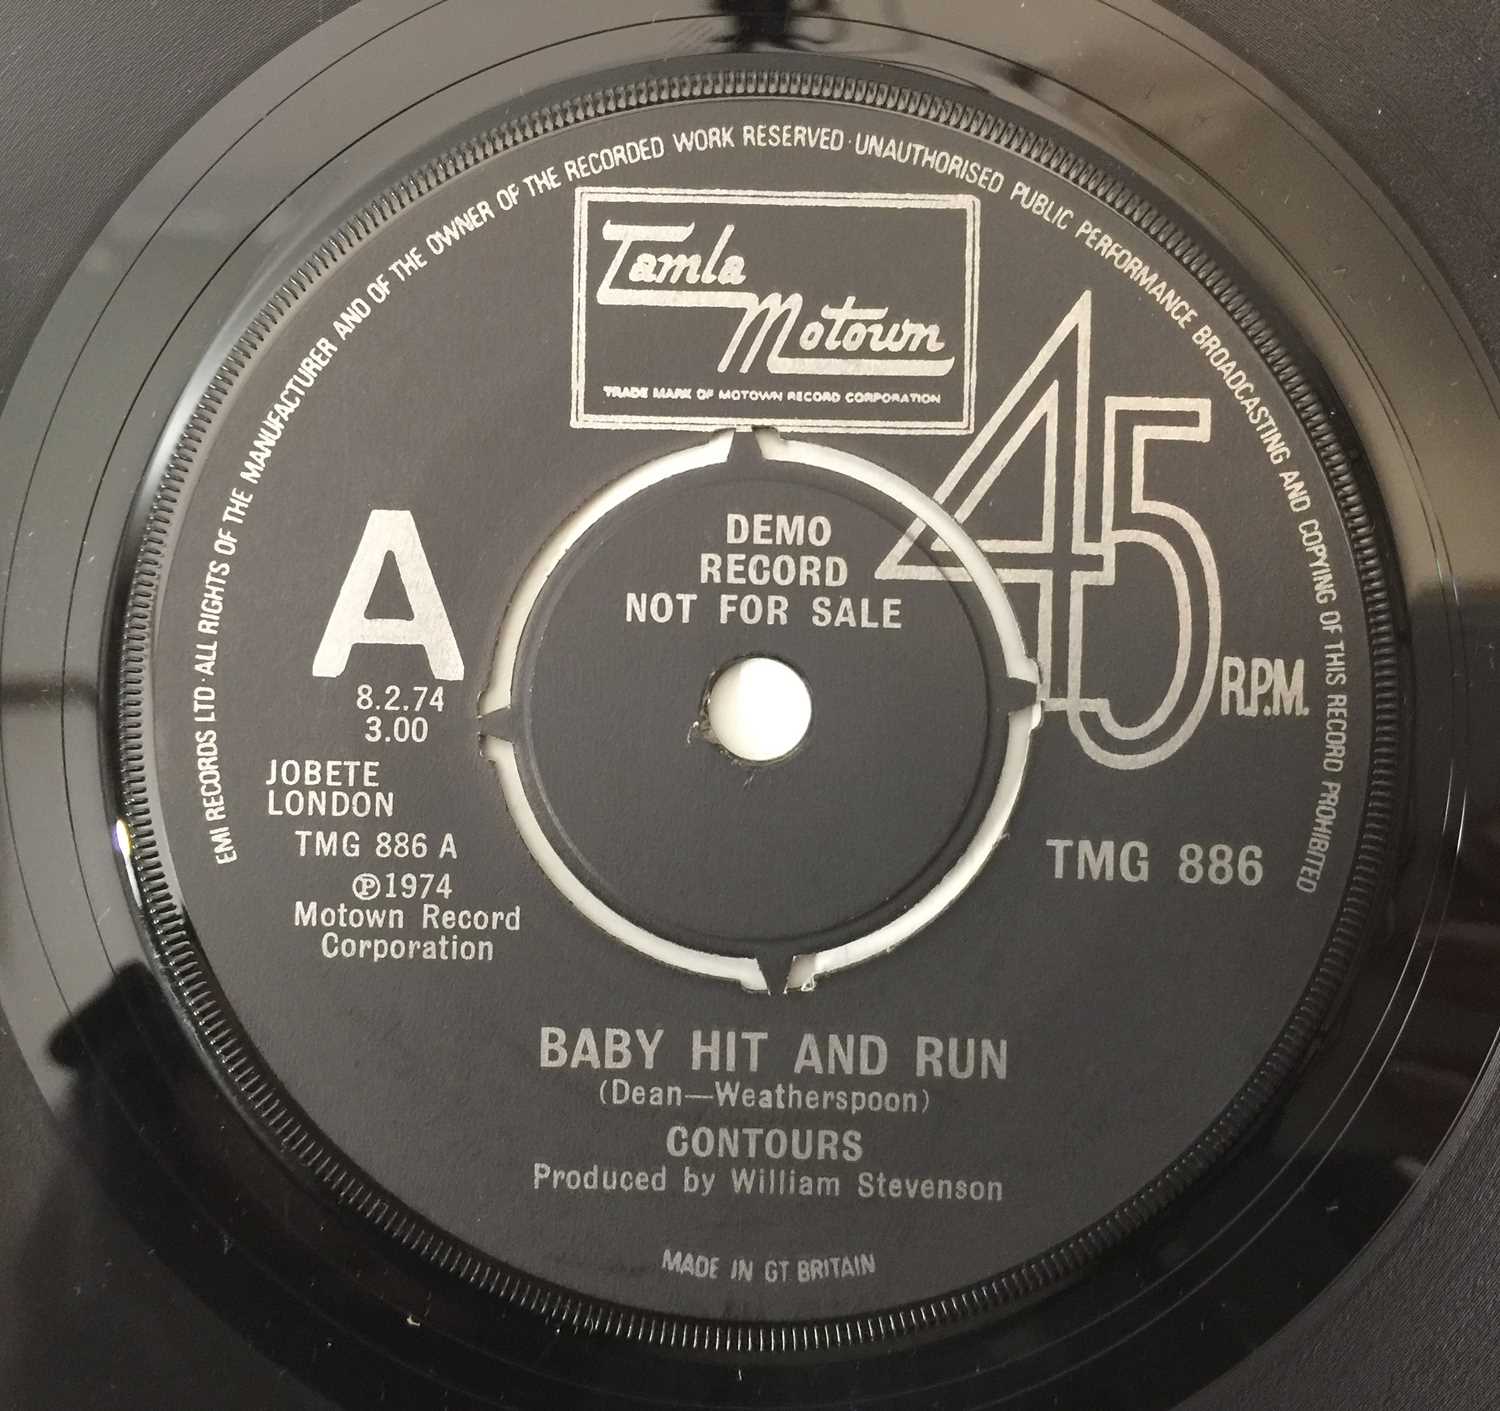 EMI RECORDS LTD · ALL RIGHTS OF THE MANUFACTURER AND OF THE OWNER OF THE RECORDED WORK RESERVED · UNAUTHORISED PUBLIC PERFORMANCE BROADCASTING AND COPYING OF THIS RECORD PROHIBITED
Tamla
Motown
TRADE MARK OF MOTOWN RECORD CORPORATION
45
R.P.M.
DEMO
RECORD
NOT FOR SALE
A
8.2.74
3.00
JOBETE
LONDON
TMG 886 A
℗1974
Motown Record
Corporation
TMG 886
BABY HIT AND RUN
(Dean—Weatherspoon)
CONTOURS
Produced by William Stevenson
MADE IN GT BRITAIN